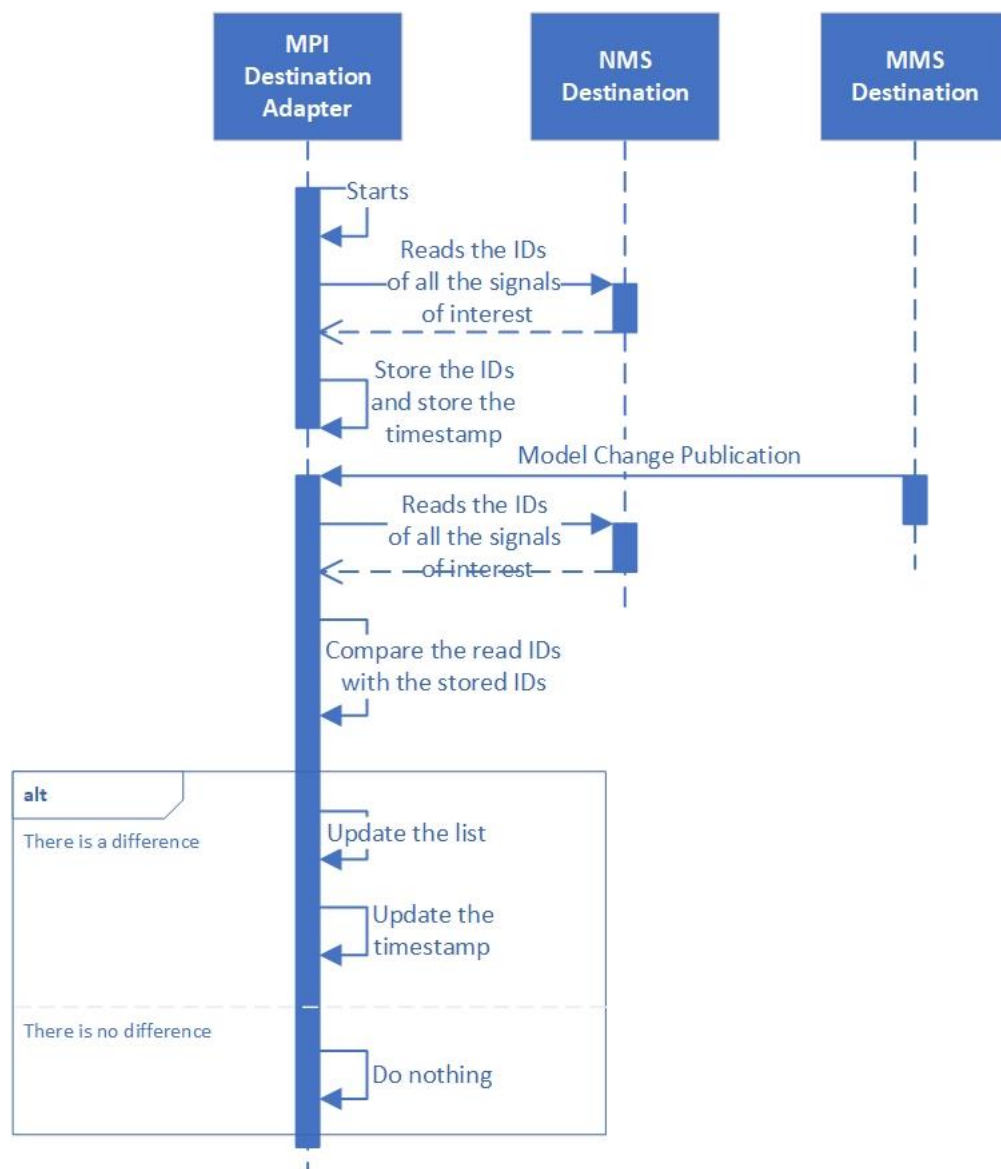 MPI
Destination
Adapter
NMS
Destination
MMS
Destination
Starts
Reads the IDs
of all the signals
of interest
Store the IDs
and store the
timestamp
Model Change Publication
Reads the IDs
of all the signals
of interest
Compare the read IDs
with the stored IDs
alt
There is a difference
Update the list
Update the
timestamp
There is no difference
Do nothing